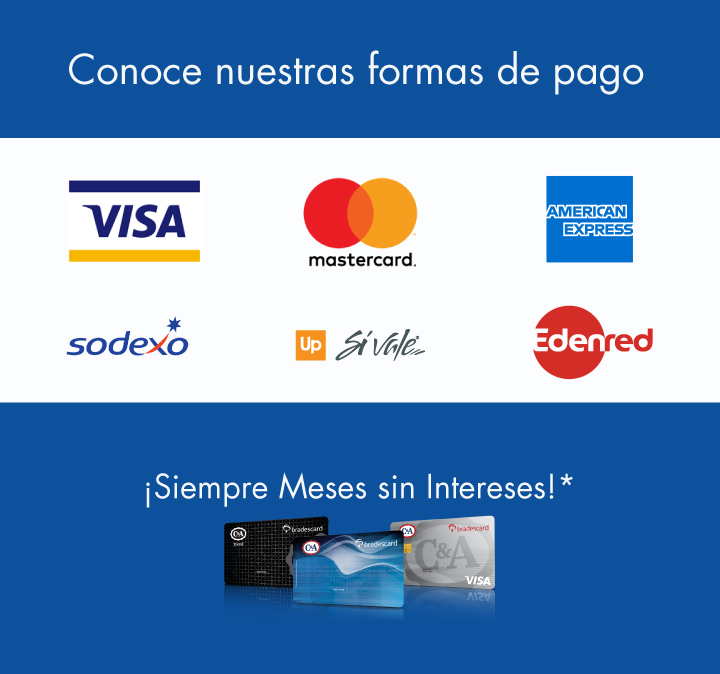 Conoce nuestras formas de pago
VISA
mastercard.
AMERICAN
EXPRESS
sodexo
Up Sí Vale
Edenred
¡Siempre Meses sin Intereses!*
C&A
bradescard
C&A
bradescard
C&A
bradescard
C&A
VISA